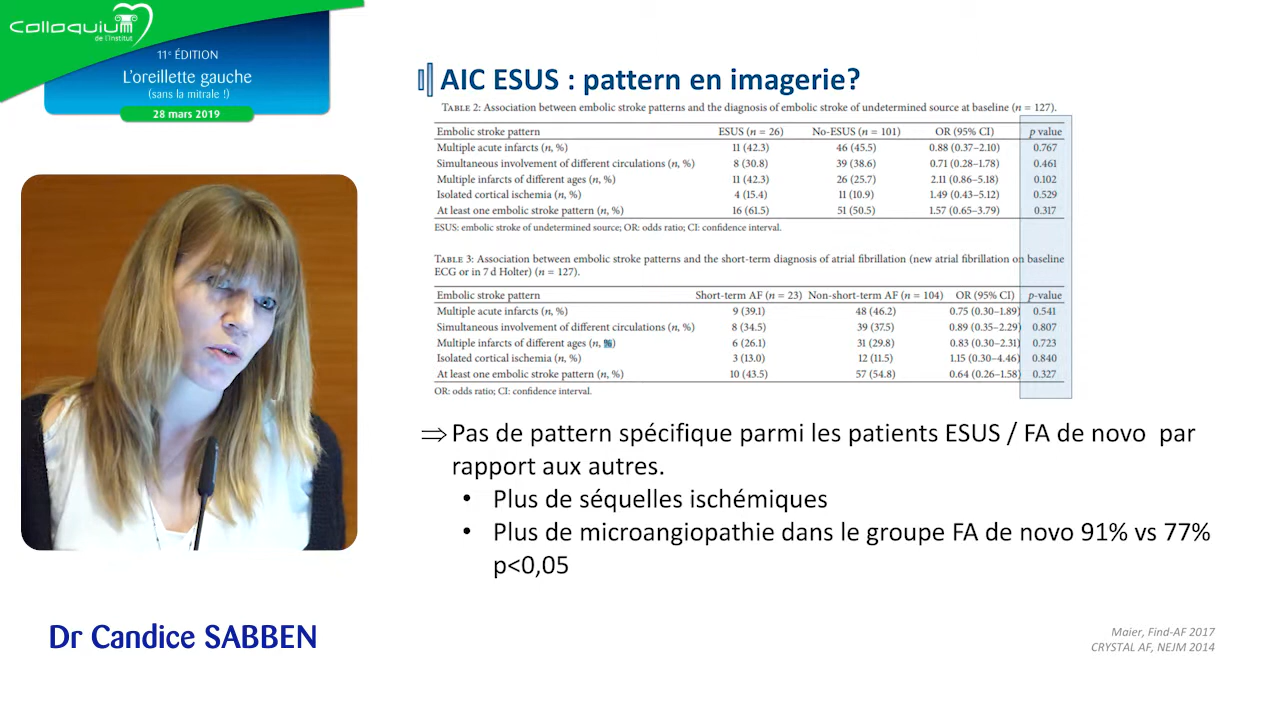 Colloquium
de l'Institut
11e ÉDITION
L'oreillette gauche
(sans la mitrale !)
28 mars 2019
AIC ESUS : pattern en imagerie?
TABLE 2: Association between embolic stroke patterns and the diagnosis of embolic stroke of undetermined source at baseline (n = 127).
Embolic stroke pattern ESUS (n = 26) No-ESUS (n = 101) OR (95% CI) p value
Multiple acute infarcts (n, %) 11 (42.3) 46 (45.5) 0.88 (0.37–2.10) 0.767
Simultaneous involvement of different circulations (n, %) 8 (30.8) 39 (38.6) 0.71 (0.28–1.78) 0.461
Multiple infarcts of different ages (n, %) 11 (42.3) 26 (25.7) 2.11 (0.86–5.18) 0.102
Isolated cortical ischemia (n, %) 4 (15.4) 11 (10.9) 1.49 (0.43–5.12) 0.529
At least one embolic stroke pattern (n, %) 16 (61.5) 51 (50.5) 1.57 (0.65–3.79) 0.317
ESUS: embolic stroke of undetermined source; OR: odds ratio; CI: confidence interval.
TABLE 3: Association between embolic stroke patterns and the short-term diagnosis of atrial fibrillation (new atrial fibrillation on baseline
ECG or in 7 d Holter) (n = 127).
Embolic stroke pattern Short-term AF (n = 23) Non-short-term AF (n = 104) OR (95% CI) p-value
Multiple acute infarcts (n, %) 9 (39.1) 48 (46.2) 0.75 (0.30–1.89) 0.541
Simultaneous involvement of different circulations (n, %) 8 (34.5) 39 (37.5) 0.89 (0.35–2.29) 0.807
Multiple infarcts of different ages (n, %) 6 (26.1) 31 (29.8) 0.83 (0.30–2.31) 0.723
Isolated cortical ischemia (n, %) 3 (13.0) 12 (11.5) 1.15 (0.30–4.46) 0.840
At least one embolic stroke pattern (n, %) 10 (43.5) 57 (54.8) 0.64 (0.26–1.58) 0.327
OR: odds ratio; CI: confidence interval.
⇒ Pas de pattern spécifique parmi les patients ESUS / FA de novo par
rapport aux autres.
• Plus de séquelles ischémiques
• Plus de microangiopathie dans le groupe FA de novo 91% vs 77%
p<0,05
Dr Candice SABBEN
Maier, Find-AF 2017
CRYSTAL AF, NEJM 2014